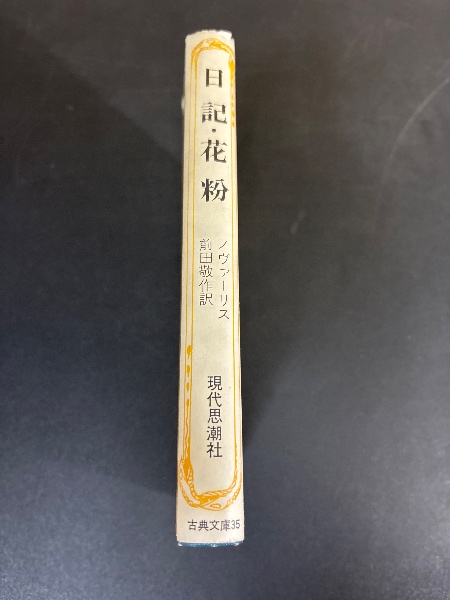 日記・花粉
ノヴァーリス
前田敬作訳
現代思潮社
古典文庫35